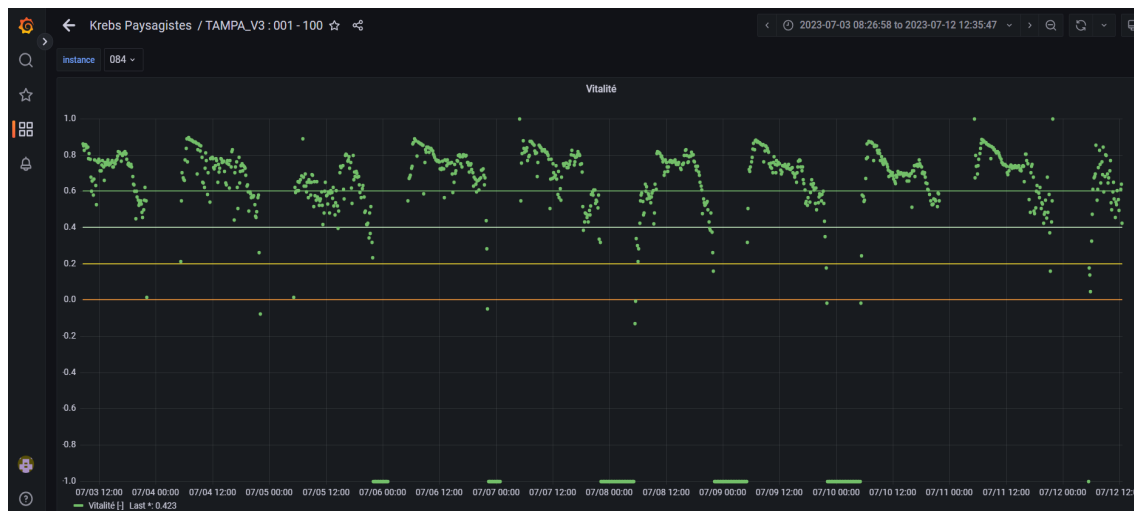 Krebs Paysagistes / TAMPA_V3 : 001 - 100
2023-07-03 08:26:58 to 2023-07-12 12:35:47
instance 084
Vitalité
1.0
0.8
0.6
0.4
0.2
0.0
-0.2
-0.4
-0.6
-0.8
-1.0
07/03 12:00 07/04 00:00 07/04 12:00 07/05 00:00 07/05 12:00 07/06 00:00 07/06 12:00 07/07 00:00 07/07 12:00 07/08 00:00 07/08 12:00 07/09 00:00 07/09 12:00 07/10 00:00 07/10 12:00 07/11 00:00 07/11 12:00 07/12 00:00 07/12 12:0
Vitalité [-] Last *: 0.423